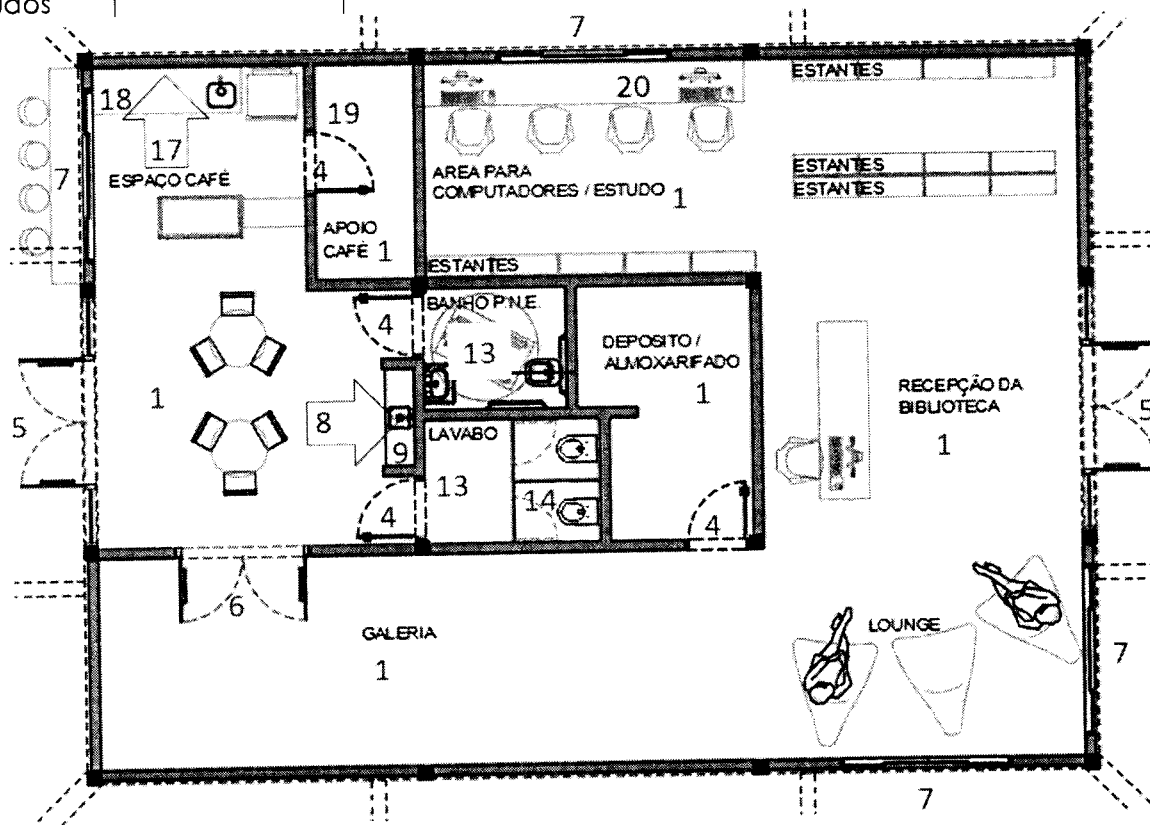 7
ESTANTES
18
20
19
17
4
7
ESPAÇO CAFÉ
AREA PARA
COMPUTADORES / ESTUDO 1
ESTANTES
ESTANTES
APOIO
CAFÉ 1
ESTANTES
BANHO P.N.E.
4
13
DEPOSITO /
ALMOXARIFADO
1
1
RECEPÇÃO DA
BIBLIOTECA
1
5
5
8
9
LAVABO
13
14
4
4
6
GALERIA
1
LOUNGE
7
7